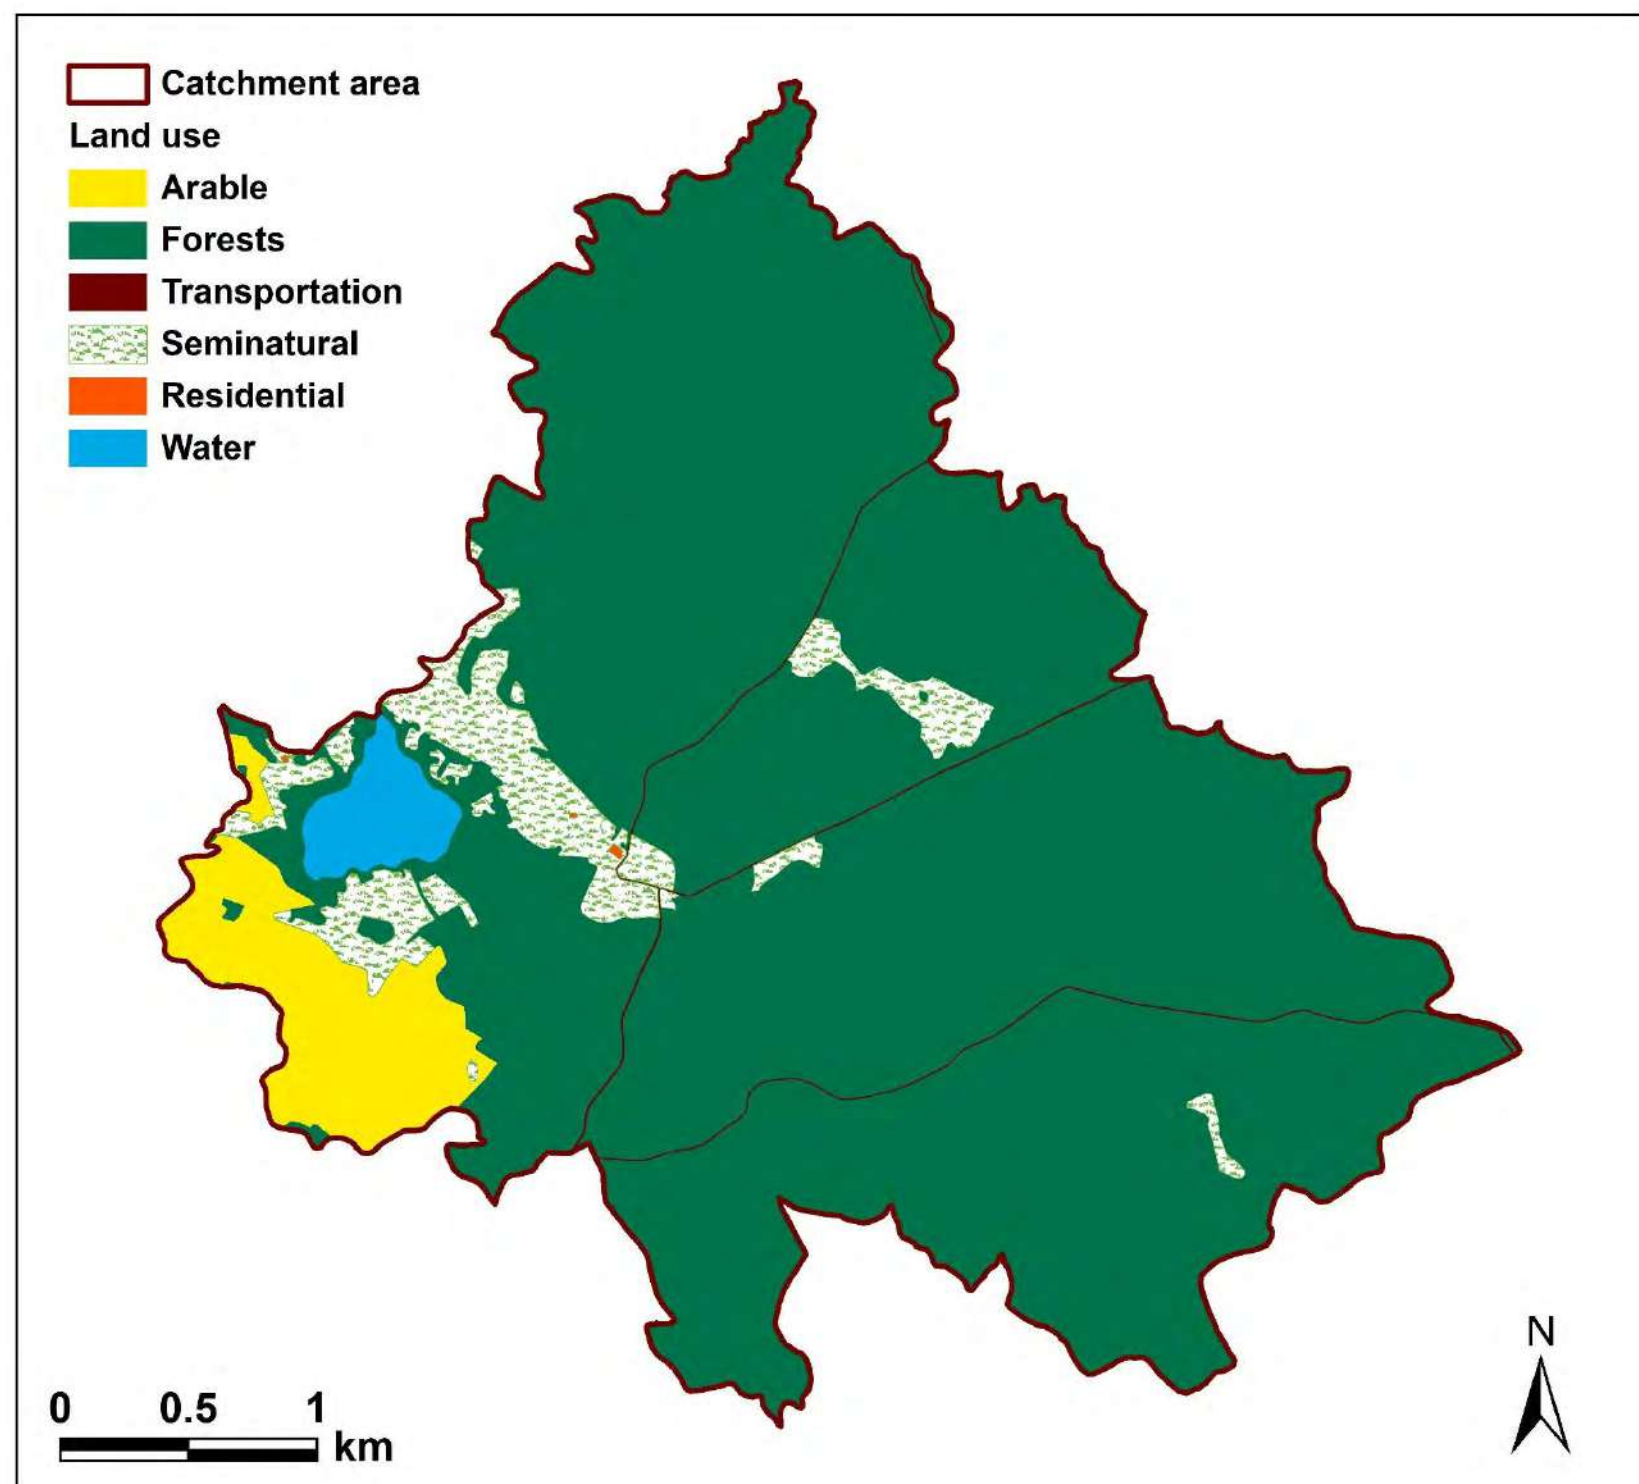 Catchment area
Land use
Arable
Forests
Transportation
Seminatural
Residential
Water
N
0 0.5 1
km